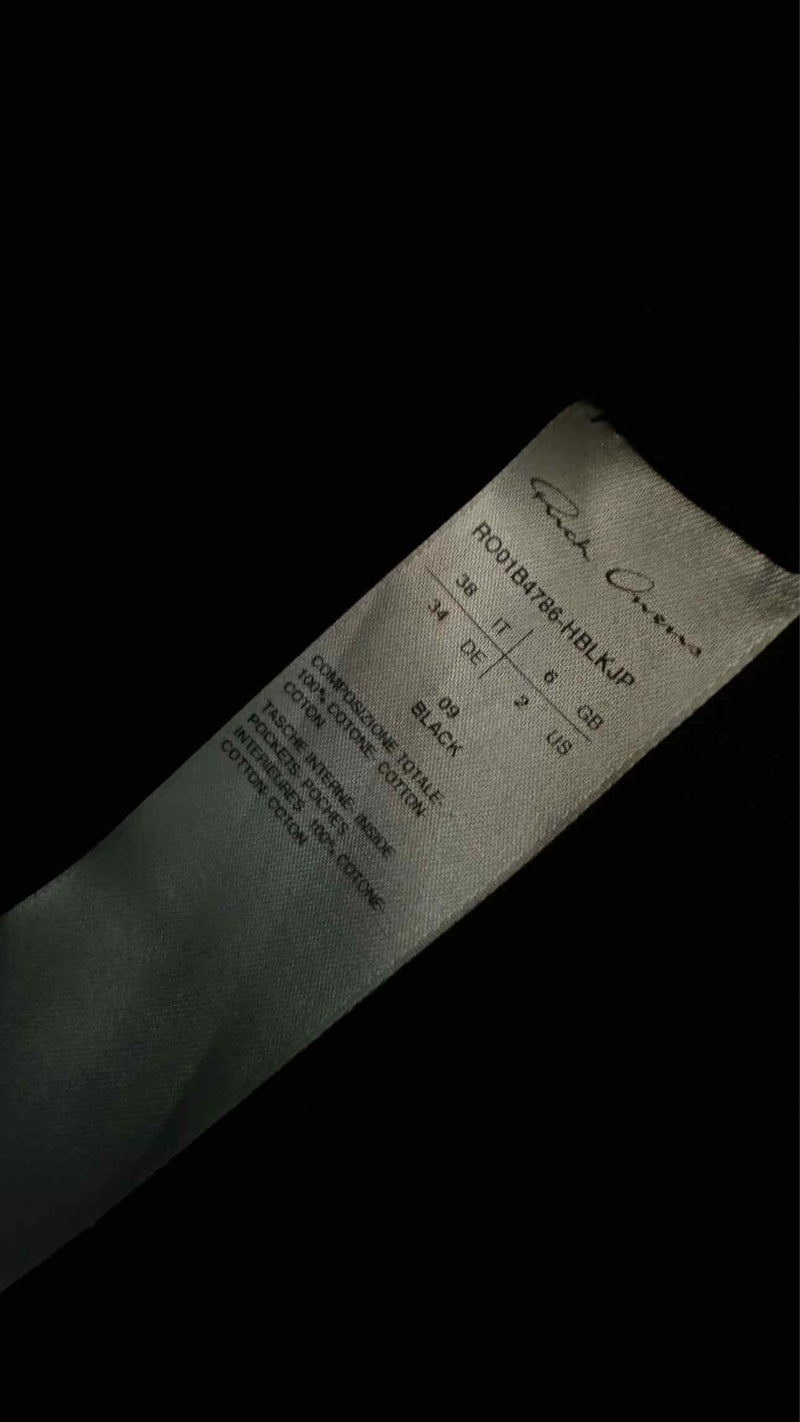 Rick Owens
RO01B4786-HBLKJP
38 IT 6 GB
34 DE 2 US
09
BLACK
COMPOSIZIONE TOTALE-
100% COTONE- COTTON-
COTON
TASCHE INTERNE- INSIDE
POCKETS- POCHES
INTERIEURES- 100% COTONE-
COTTON- COTON